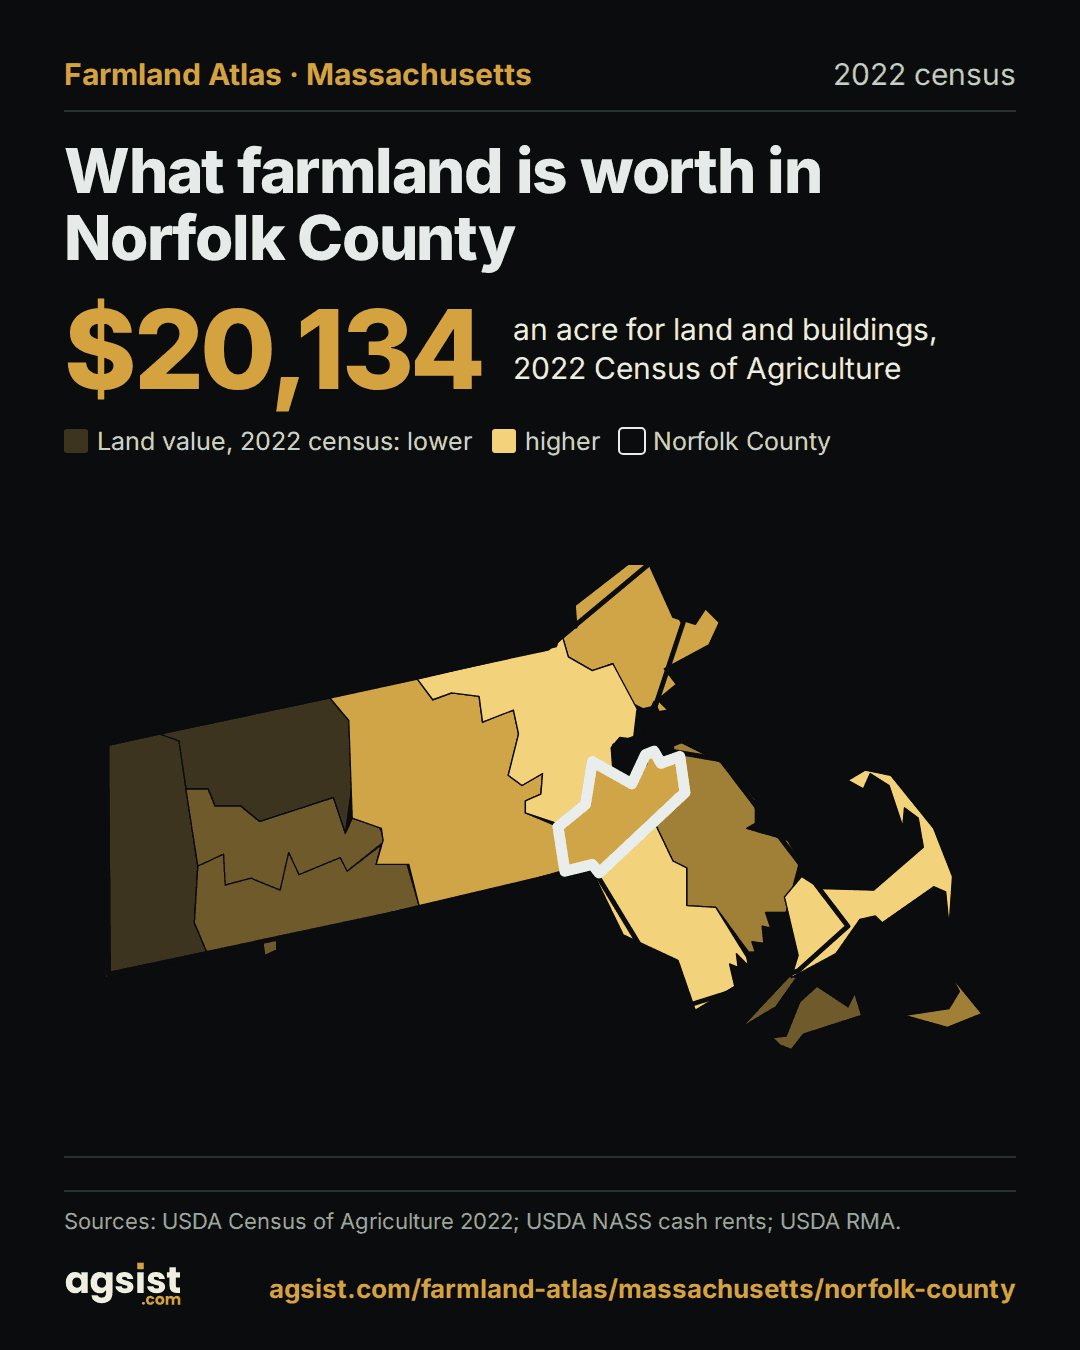 Farmland Atlas · Massachusetts
2022 census
What farmland is worth in
Norfolk County
$20,134
an acre for land and buildings,
2022 Census of Agriculture
Land value, 2022 census: lower
higher
Norfolk County
Sources: USDA Census of Agriculture 2022; USDA NASS cash rents; USDA RMA.
agsist
.com
agsist.com/farmland-atlas/massachusetts/norfolk-county